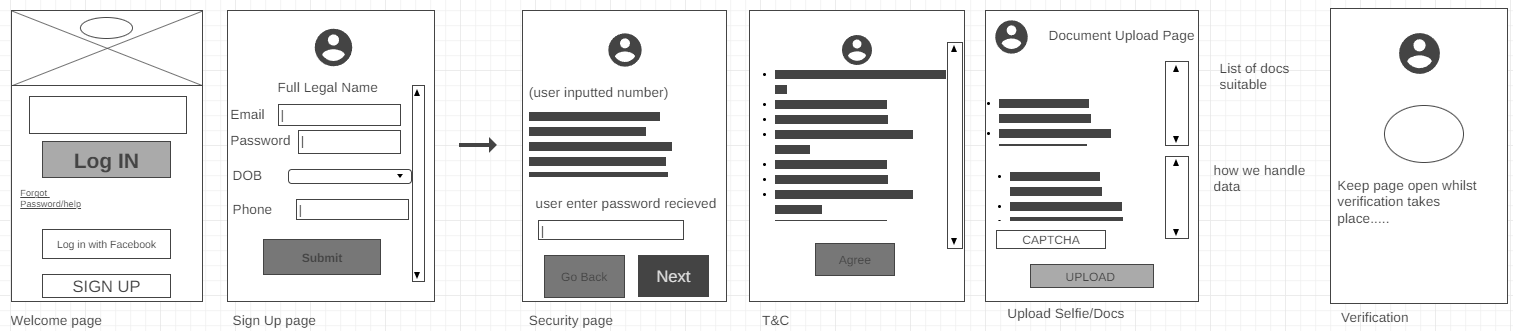 Log IN
Forgot
Password/help
Log in with Facebook
SIGN UP
Welcome page
Full Legal Name
Email
Password
DOB
Phone
Submit
Sign Up page
(user inputted number)
user enter password recieved
Go Back
Next
Security page
Agree
T&C
Document Upload Page
CAPTCHA
UPLOAD
Upload Selfie/Docs
List of docs
suitable
how we handle
data
Keep page open whilst
verification takes
place.....
Verification